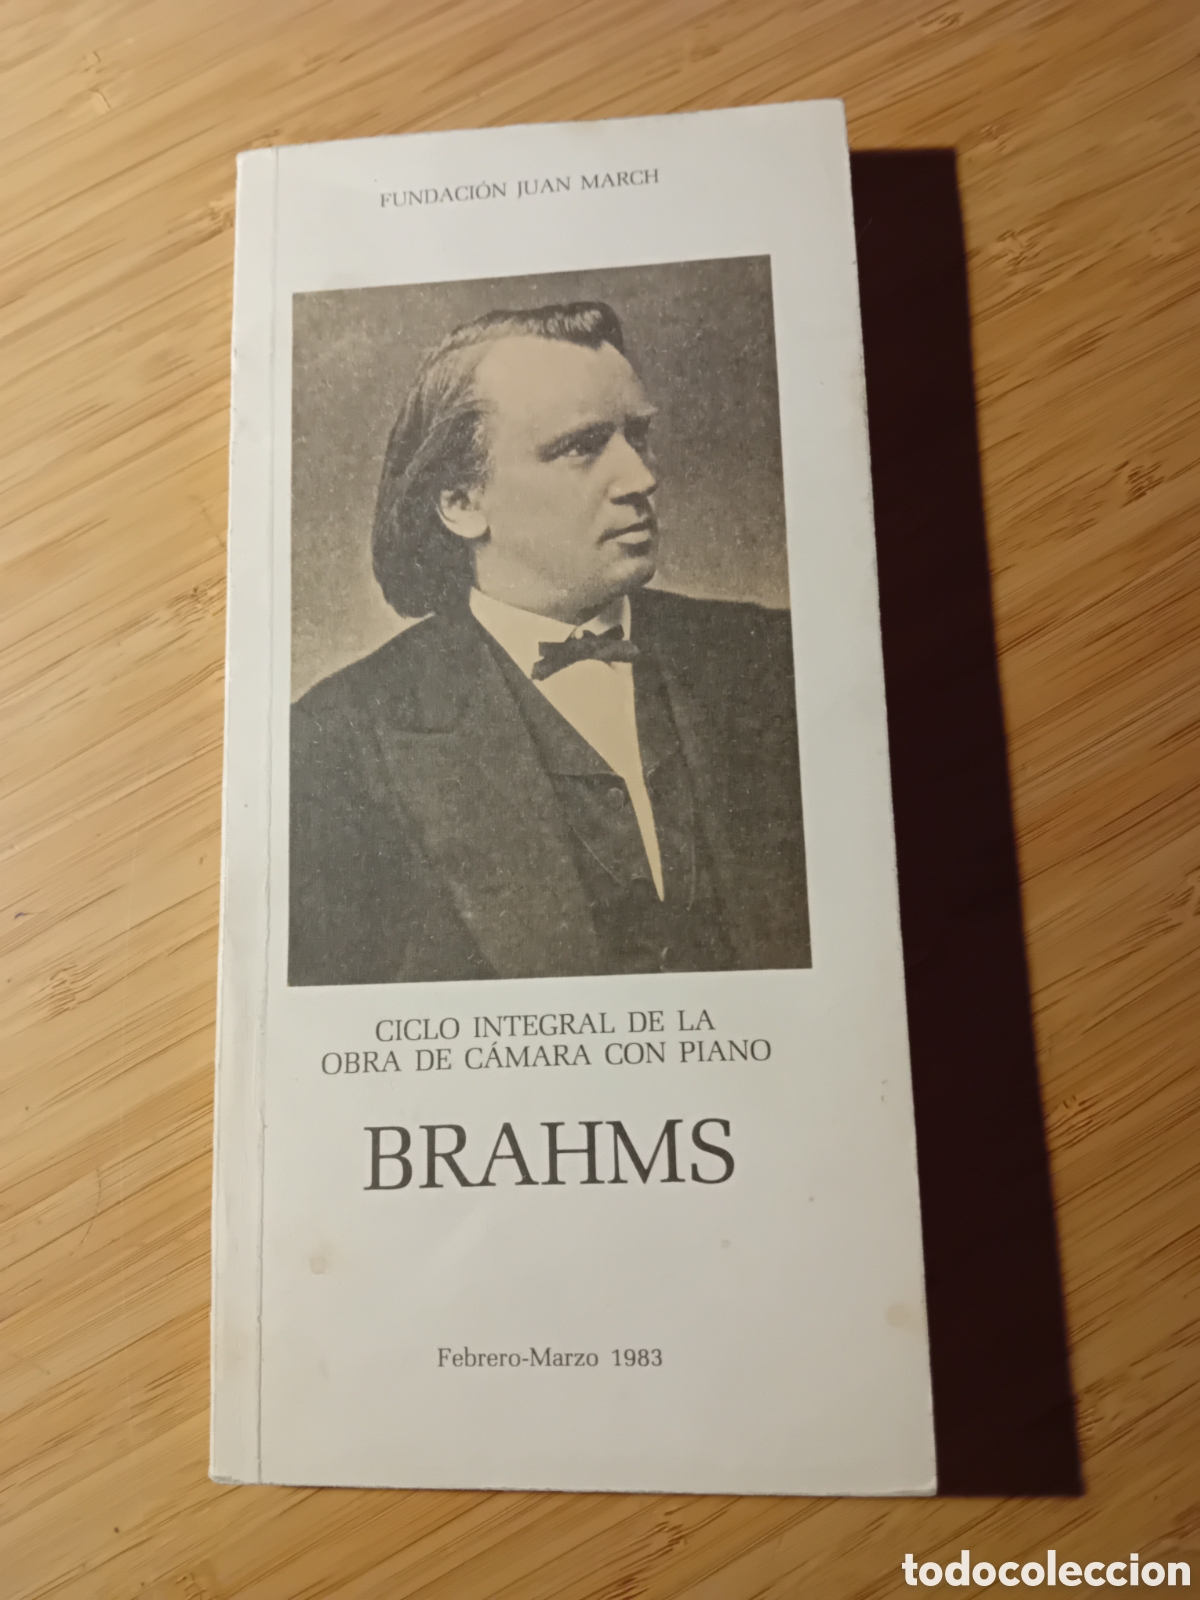 FUNDACIÓN JUAN MARCH
CICLO INTEGRAL DE LA
OBRA DE CÁMARA CON PIANO
BRAHMS
Febrero-Marzo 1983
todocoleccion